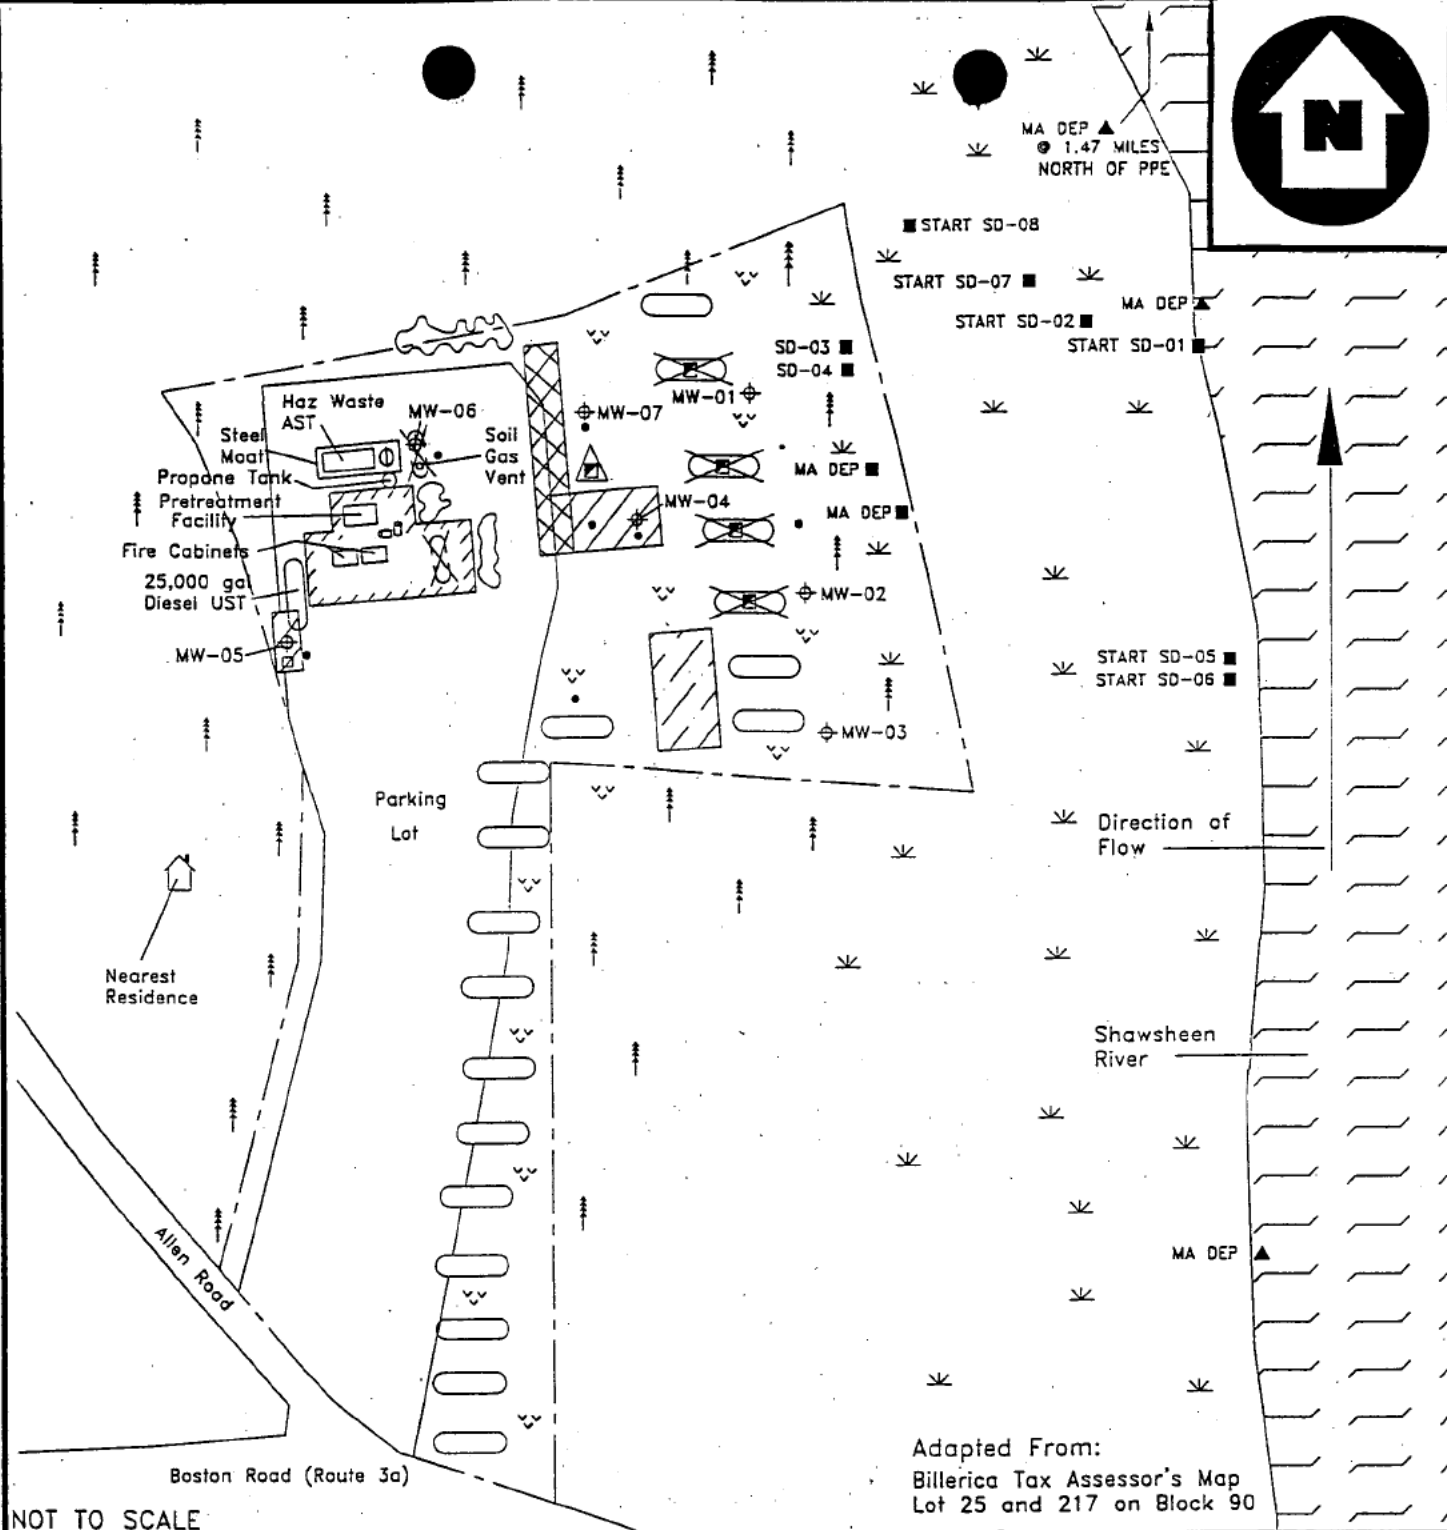 N
MA DEP
@ 1.47 MILES
NORTH OF PPE
START SD-08
START SD-07
MA DEP
START SD-02
START SD-01
SD-03
SD-04
Haz Waste
AST
MW-06
MW-01
MW-07
Steel
Moat
Soil
Gas
Vent
Propane Tank
MA DEP
Pretreatment
Facility
MW-04
MA DEP
Fire Cabinets
25,000 gal
Diesel UST
MW-02
MW-05
START SD-05
START SD-06
MW-03
Parking
Lot
Direction of
Flow
Nearest
Residence
Shawsheen
River
Allen Road
MA DEP
Adapted From:
Billerica Tax Assessor's Map
Lot 25 and 217 on Block 90
Boston Road (Route 3a)
NOT TO SCALE